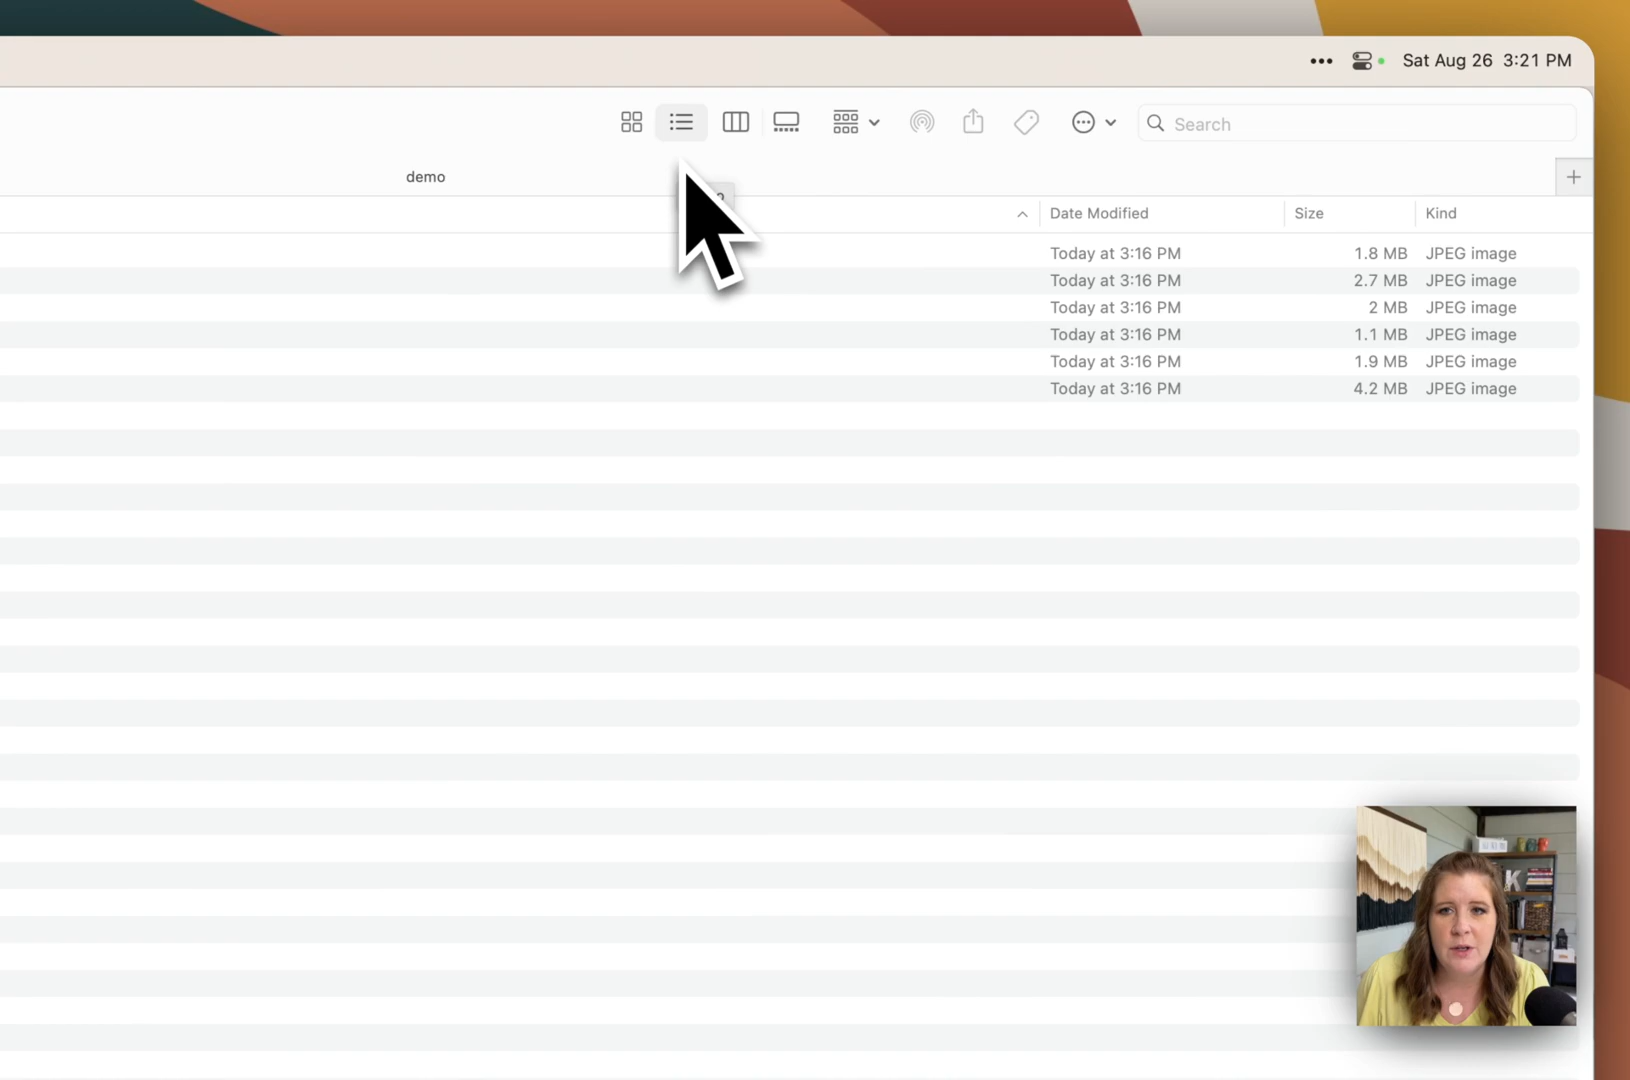 Sat Aug 26 3:21 PM
Search
demo
Date Modified Size Kind
Today at 3:16 PM 1.8 MB JPEG image
Today at 3:16 PM 2.7 MB JPEG image
Today at 3:16 PM 2 MB JPEG image
Today at 3:16 PM 1.1 MB JPEG image
Today at 3:16 PM 1.9 MB JPEG image
Today at 3:16 PM 4.2 MB JPEG image
K